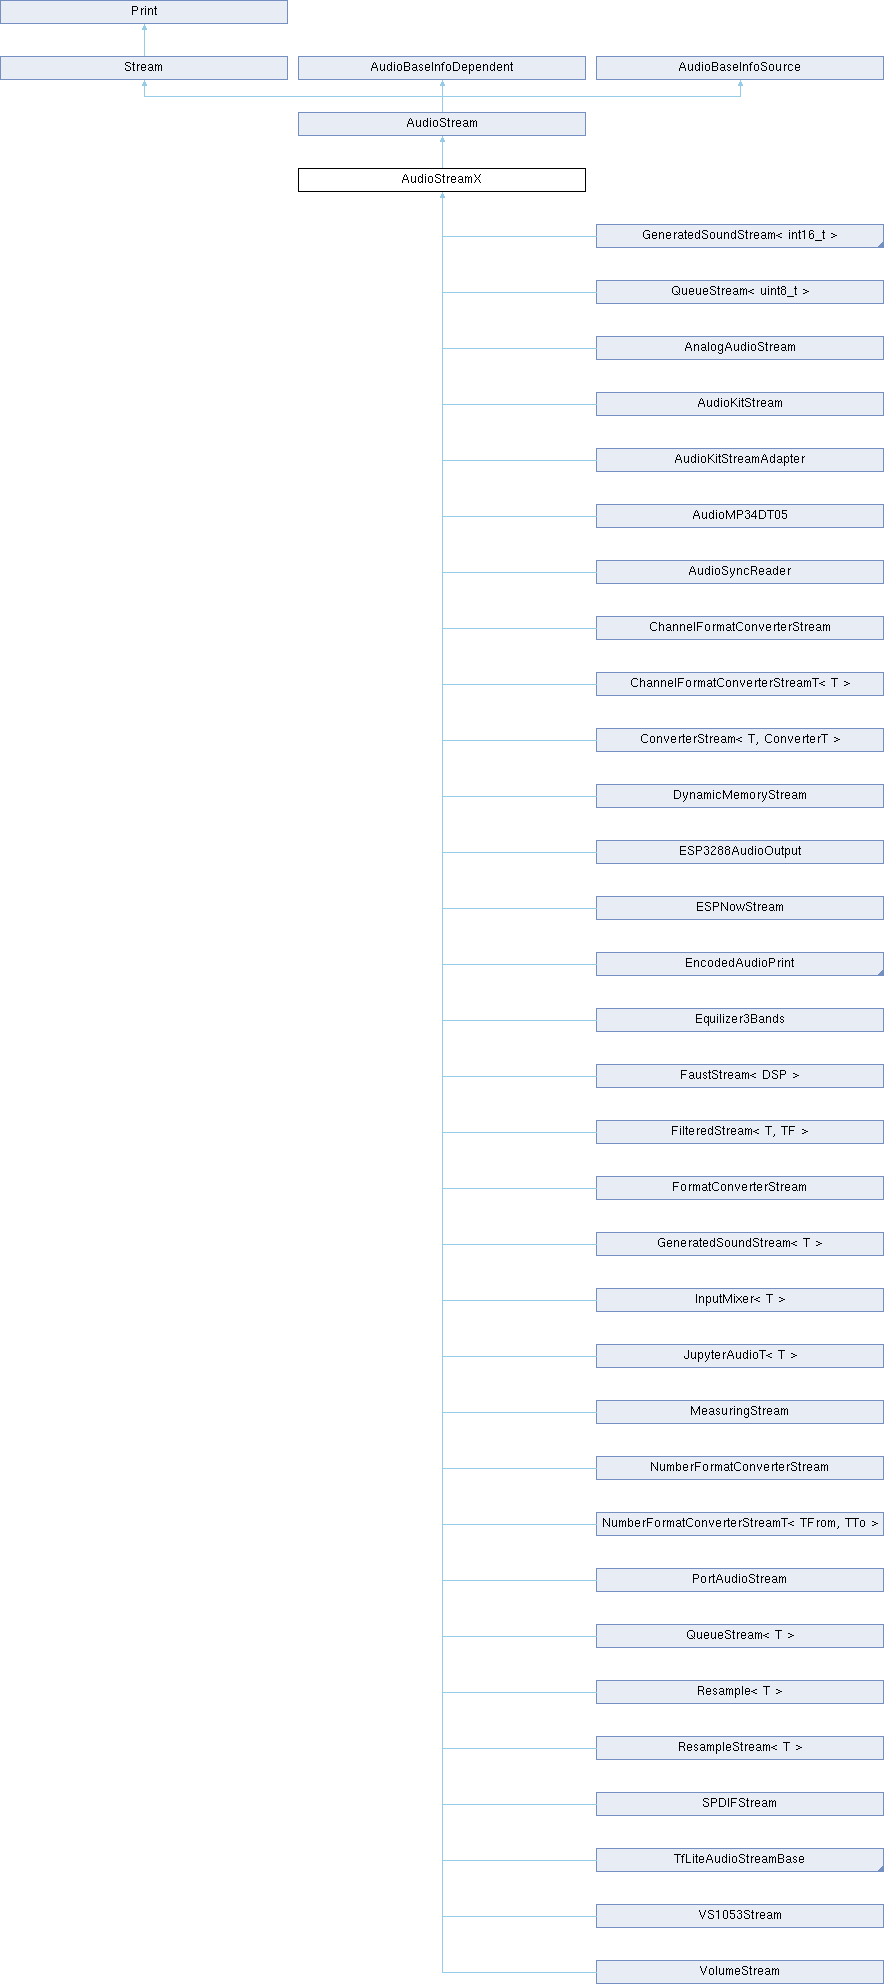 Print
Stream
AudioBaseInfoDependent
AudioBaseInfoSource
AudioStream
AudioStreamX
GeneratedSoundStream< int16_t >
QueueStream< uint8_t >
AnalogAudioStream
AudioKitStream
AudioKitStreamAdapter
AudioMP34DT05
AudioSyncReader
ChannelFormatConverterStream
ChannelFormatConverterStreamT< T >
ConverterStream< T, ConverterT >
DynamicMemoryStream
ESP3288AudioOutput
ESPNowStream
EncodedAudioPrint
Equilizer3Bands
FaustStream< DSP >
FilteredStream< T, TF >
FormatConverterStream
GeneratedSoundStream< T >
InputMixer< T >
JupyterAudioT< T >
MeasuringStream
NumberFormatConverterStream
NumberFormatConverterStreamT< TFrom, TTo >
PortAudioStream
QueueStream< T >
Resample< T >
ResampleStream< T >
SPDIFStream
TfLiteAudioStreamBase
VS1053Stream
VolumeStream